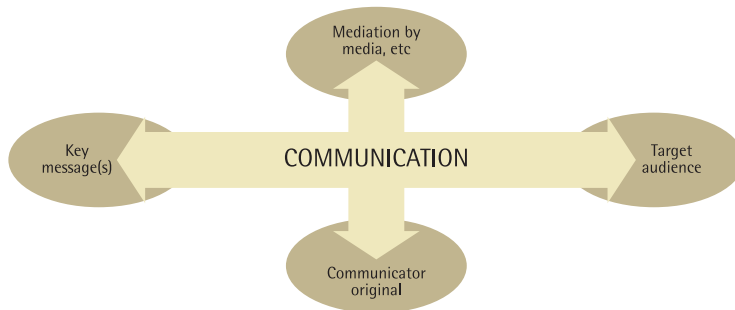 Mediation by
media, etc
Key
message(s)
COMMUNICATION
Target
audience
Communicator
original